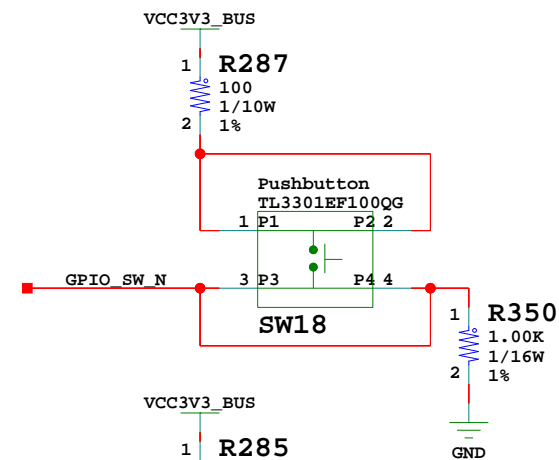 VCC3V3_BUS
1 R287
100
1/10W
2 1%
Pushbutton
TL3301EF100QG
1 P1 P2 2
GPIO_SW_N 3 P3 P4 4
SW18
1 R350
1.00K
1/16W
2 1%
VCC3V3_BUS
1 R285
GND